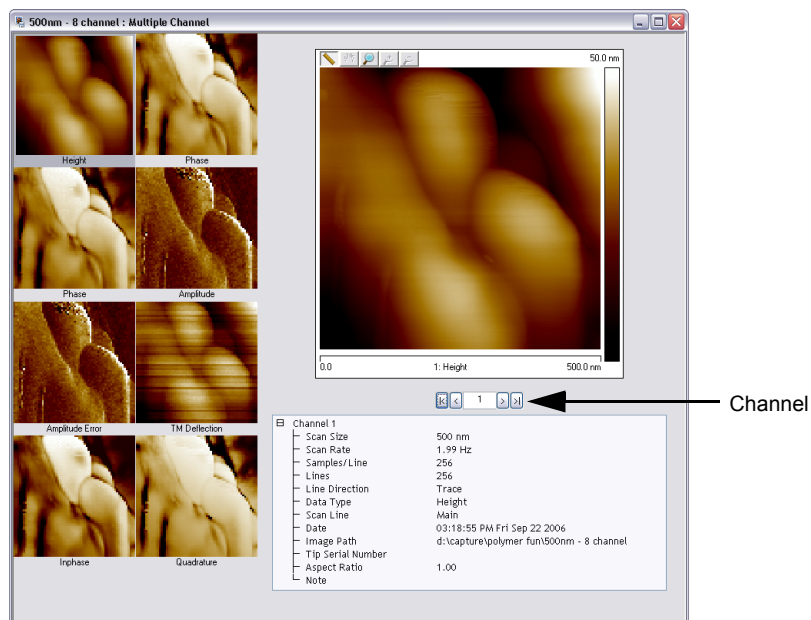 500nm - 8 channel : Multiple Channel
Height
Phase
Phase
Amplitude
Amplitude Error
TM Deflection
Inphase
Quadrature
50.0 nm
0.0
1: Height
500.0 nm
1
Channel
Channel 1
Scan Size 500 nm
Scan Rate 1.99 Hz
Samples/Line 256
Lines 256
Line Direction Trace
Data Type Height
Scan Line Main
Date 03:18:55 PM Fri Sep 22 2006
Image Path d:\capture\polymer fun\500nm - 8 channel
Tip Serial Number
Aspect Ratio 1.00
Note